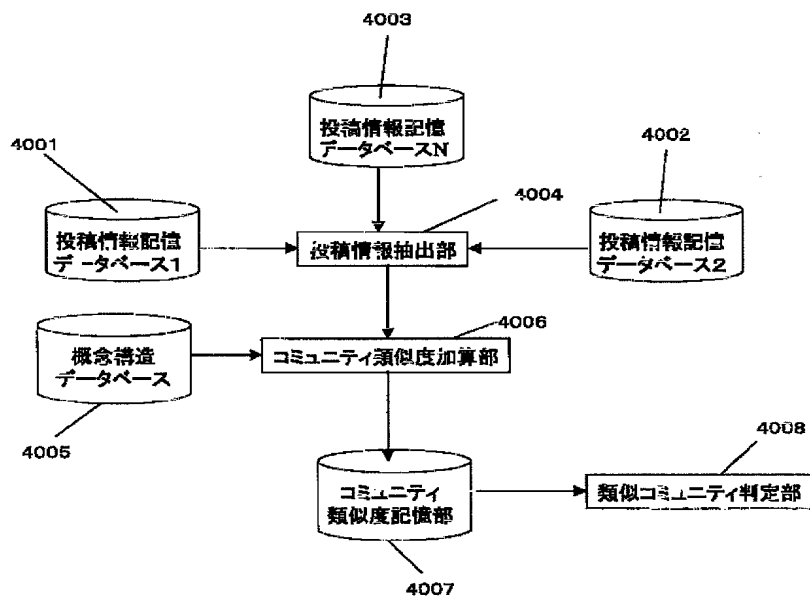 4003
投稿情報記憶
データベースN
4001
4002
4004
投稿情報記憶
データベース1
投稿情報抽出部
投稿情報記憶
データベース2
4006
概念構造
データベース
コミュニティ類似度加算部
4005
4008
コミュニティ
類似度記憶部
類似コミュニティ判定部
4007